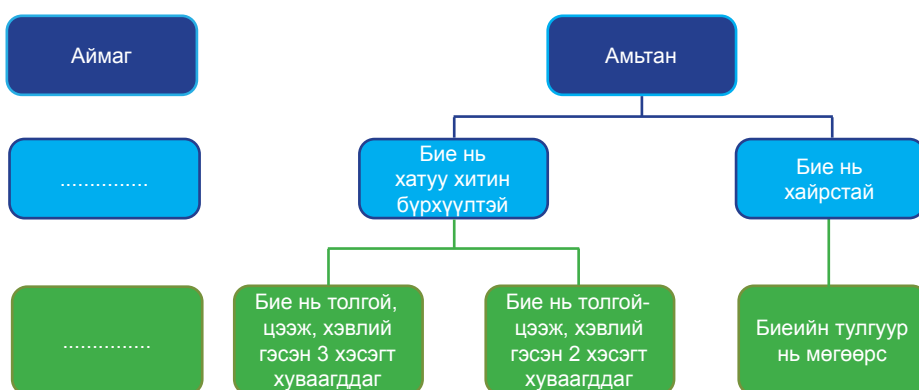 Аймаг
Амьтан
...............
Бие нь
хатуу хитин
бүрхүүлтэй
Бие нь
хайрстай
...............
Бие нь толгой,
цээж, хэвлий
гэсэн 3 хэсэгт
хуваагддаг
Бие нь толгой-
цээж, хэвлий
гэсэн 2 хэсэгт
хуваагддаг
Биеийн тулгуур
нь мөгөөрс